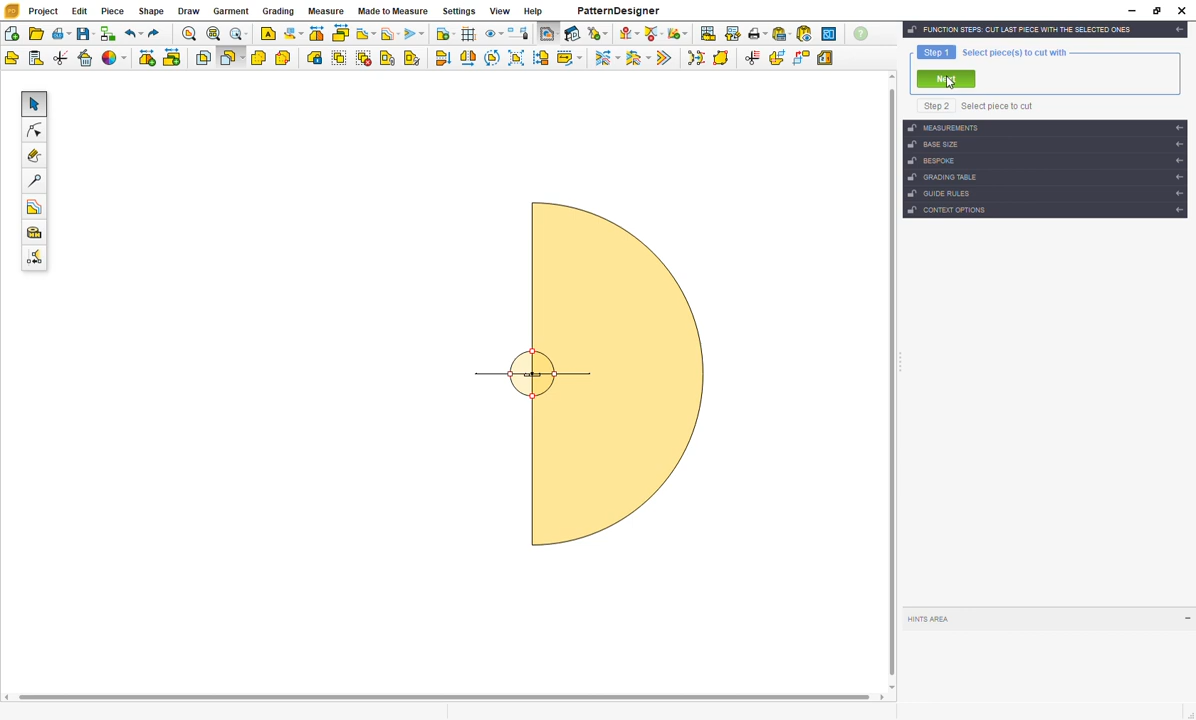 PD Project Edit Piece Shape Draw Garment Grading Measure Made to Measure Settings View Help PatternDesigner
FUNCTION STEPS: CUT LAST PIECE WITH THE SELECTED ONES
Step 1 Select piece(s) to cut with
Next
Step 2 Select piece to cut
MEASUREMENTS
BASE SIZE
BESPOKE
GRADING TABLE
GUIDE RULES
CONTEXT OPTIONS
HINTS AREA